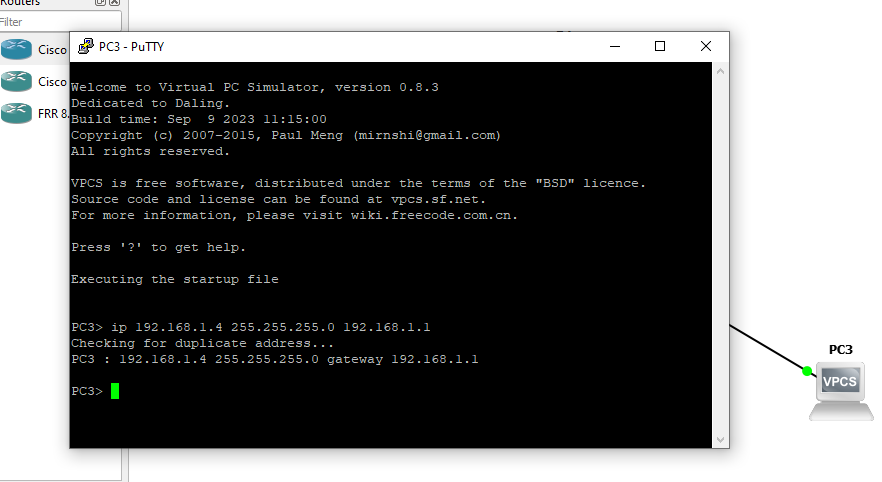 Routers
Filter
Cisco
Cisco
FRR 8.
PC3 - PuTTY
Welcome to Virtual PC Simulator, version 0.8.3
Dedicated to Daling.
Build time: Sep  9 2023 11:15:00
Copyright (c) 2007-2015, Paul Meng (mirnshi@gmail.com)
All rights reserved.
VPCS is free software, distributed under the terms of the "BSD" licence.
Source code and license can be found at vpcs.sf.net.
For more information, please visit wiki.freecode.com.cn.
Press '?' to get help.
Executing the startup file
PC3> ip 192.168.1.4 255.255.255.0 192.168.1.1
Checking for duplicate address...
PC3 : 192.168.1.4 255.255.255.0 gateway 192.168.1.1
PC3>
PC3
VPCS